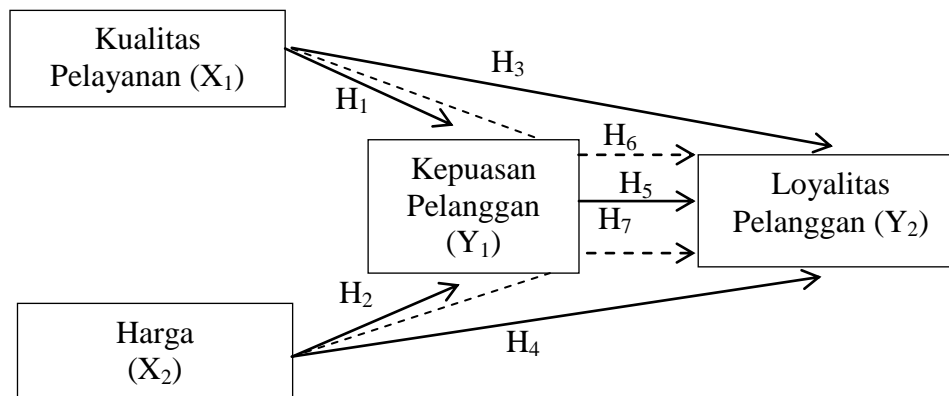 Kualitas
Pelayanan (X₁)
H₃
H₁
Kepuasan
Pelanggan
(Y₁)
H₆
H₅
H₇
Loyalitas
Pelanggan (Y₂)
H₂
Harga
(X₂)
H₄